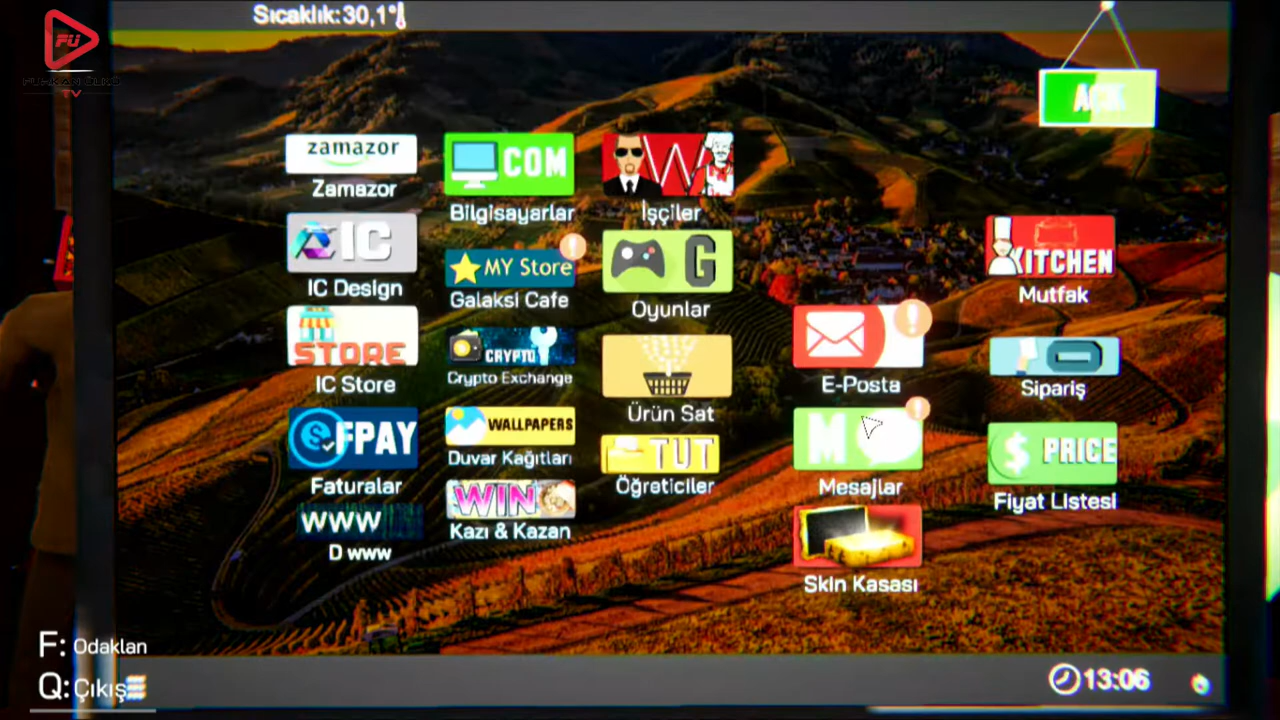 Sıcaklık: 30,1°
FU
TV
AÇIK
zamazor
Zamazor
COM
Bilgisayarlar
W
İşçiler
IC
IC Design
MY Store
Galaksi Cafe
G
Oyunlar
KITCHEN
Mutfak
STORE
IC Store
CRYPTO
Crypto Exchange
Ürün Sat
E-Posta
Sipariş
FPAY
Faturalar
WALLPAPERS
Duvar Kağıtları
TUT
Öğreticiler
M
Mesajlar
PRICE
Fiyat Listesi
WWW
D www
WIN
Kazı & Kazan
Skin Kasası
F: Odaklan
Q: Çıkış
13:06